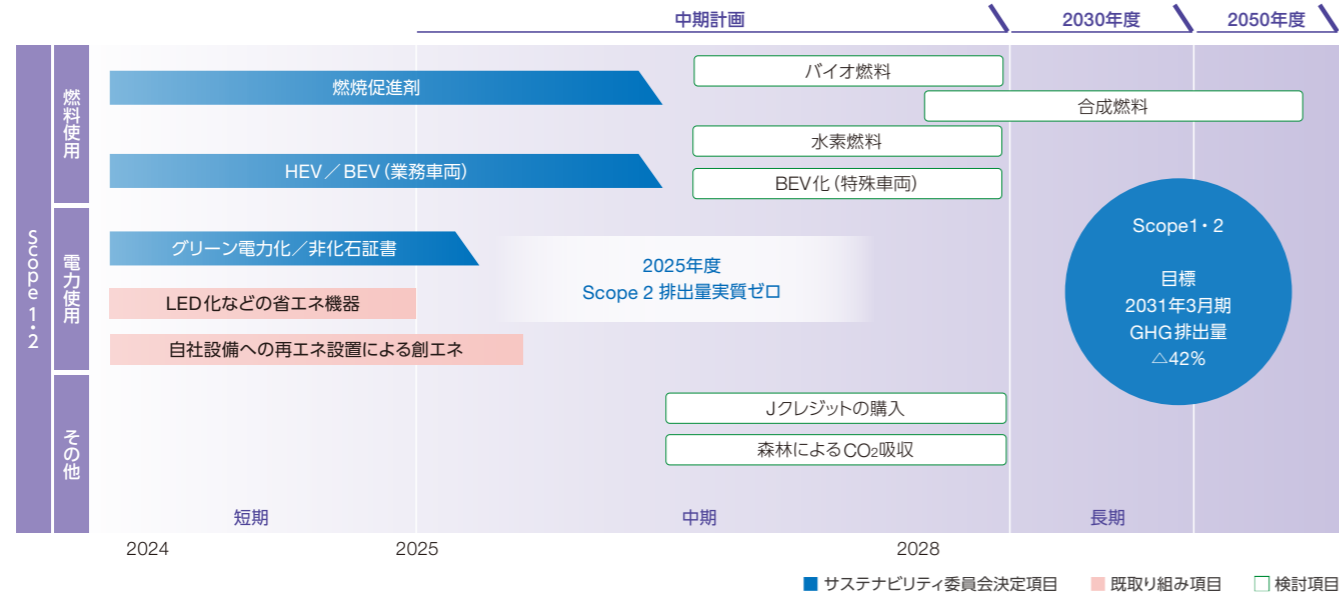 中期計画
2030年度
2050年度
Scope 1・2
燃料使用
燃焼促進剤
バイオ燃料
合成燃料
水素燃料
HEV／BEV（業務車両）
BEV化（特殊車両）
電力使用
グリーン電力化／非化石証書
LED化などの省エネ機器
自社設備への再エネ設置による創エネ
2025年度
Scope 2 排出量実質ゼロ
Scope1・2
目標
2031年3月期
GHG排出量
△42%
その他
Jクレジットの購入
森林によるCO₂吸収
短期
中期
長期
2024
2025
2028
サステナビリティ委員会決定項目
既取り組み項目
検討項目